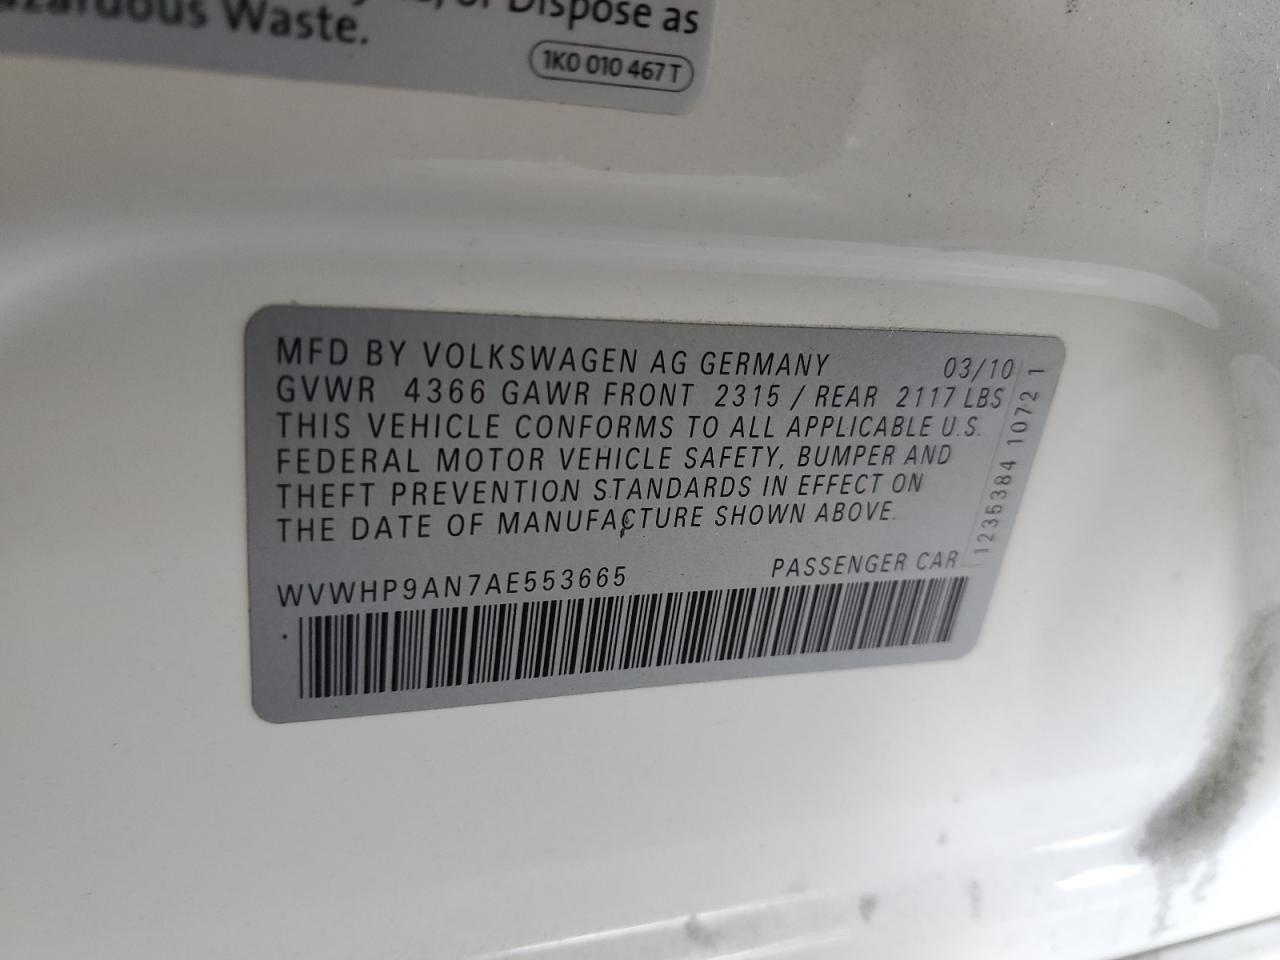 Waste.
or Dispose as
1K0 010 467 T
MFD BY VOLKSWAGEN AG GERMANY 03/10
GVWR 4366 GAWR FRONT 2315 / REAR 2117 LBS
THIS VEHICLE CONFORMS TO ALL APPLICABLE U.S.
FEDERAL MOTOR VEHICLE SAFETY, BUMPER AND
THEFT PREVENTION STANDARDS IN EFFECT ON
THE DATE OF MANUFACTURE SHOWN ABOVE.
WVWHP9AN7AE553665 PASSENGER CAR
1235384 1072 1